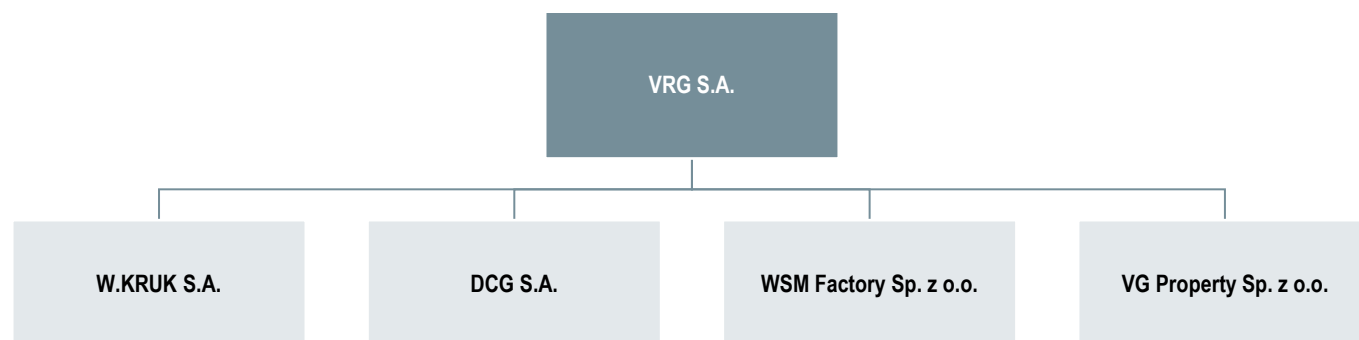 VRG S.A.
W.KRUK S.A.
DCG S.A.
WSM Factory Sp. z o.o.
VG Property Sp. z o.o.